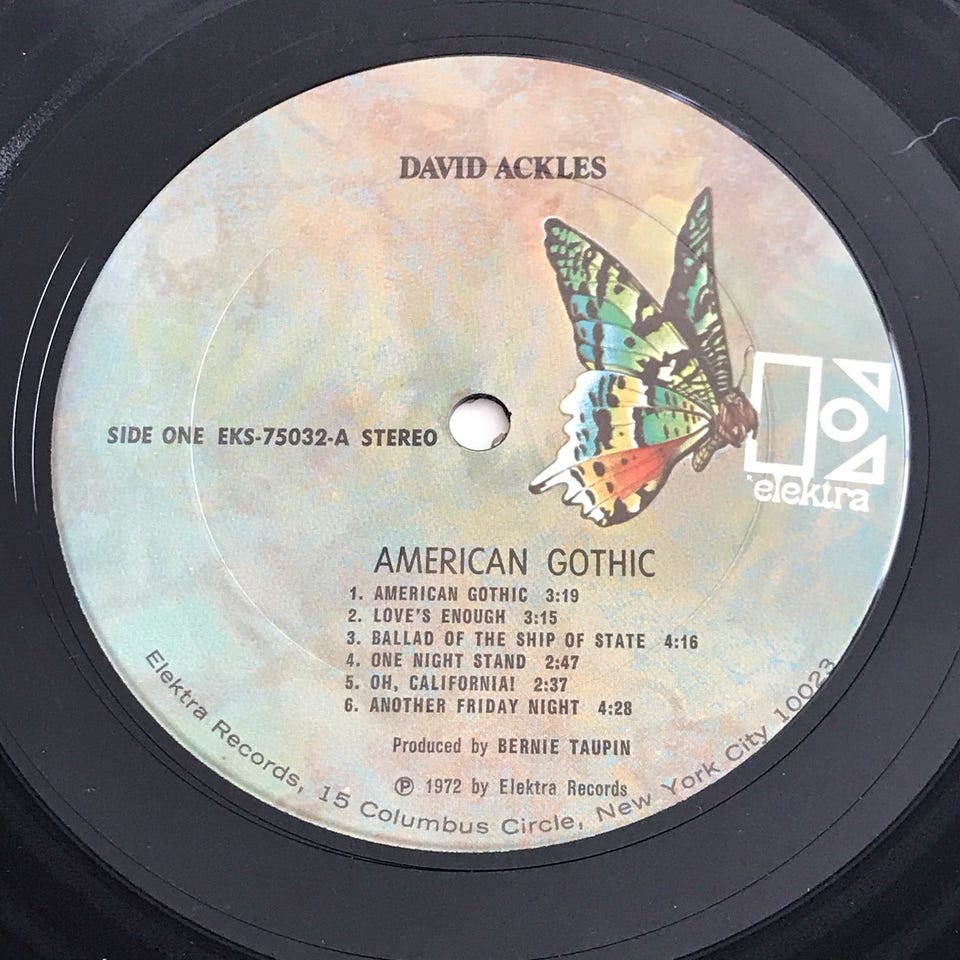 DAVID ACKLES
SIDE ONE EKS-75032-A STEREO
elektra
AMERICAN GOTHIC
1. AMERICAN GOTHIC 3:19
2. LOVE'S ENOUGH 3:15
3. BALLAD OF THE SHIP OF STATE 4:16
4. ONE NIGHT STAND 2:47
5. OH, CALIFORNIA! 2:37
6. ANOTHER FRIDAY NIGHT 4:28
Produced by BERNIE TAUPIN
℗ 1972 by Elektra Records
Elektra Records, 15 Columbus Circle, New York City 10023